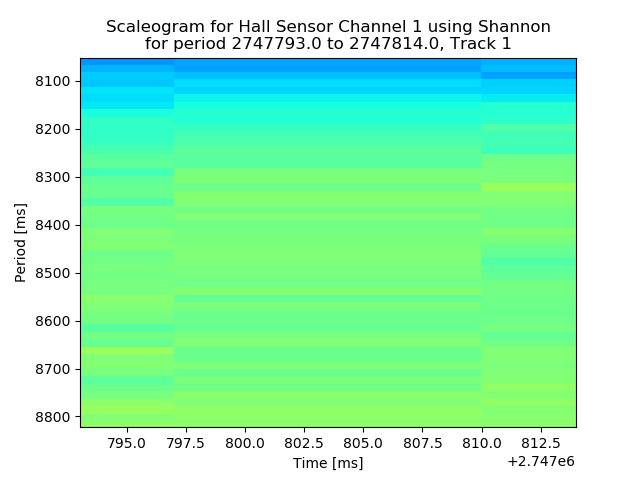 Scaleogram for Hall Sensor Channel 1 using Shannon
for period 2747793.0 to 2747814.0, Track 1
8100
8200
8300
8400
8500
8600
8700
8800
Period [ms]
795.0 797.5 800.0 802.5 805.0 807.5 810.0 812.5
Time [ms]
+2.747e6